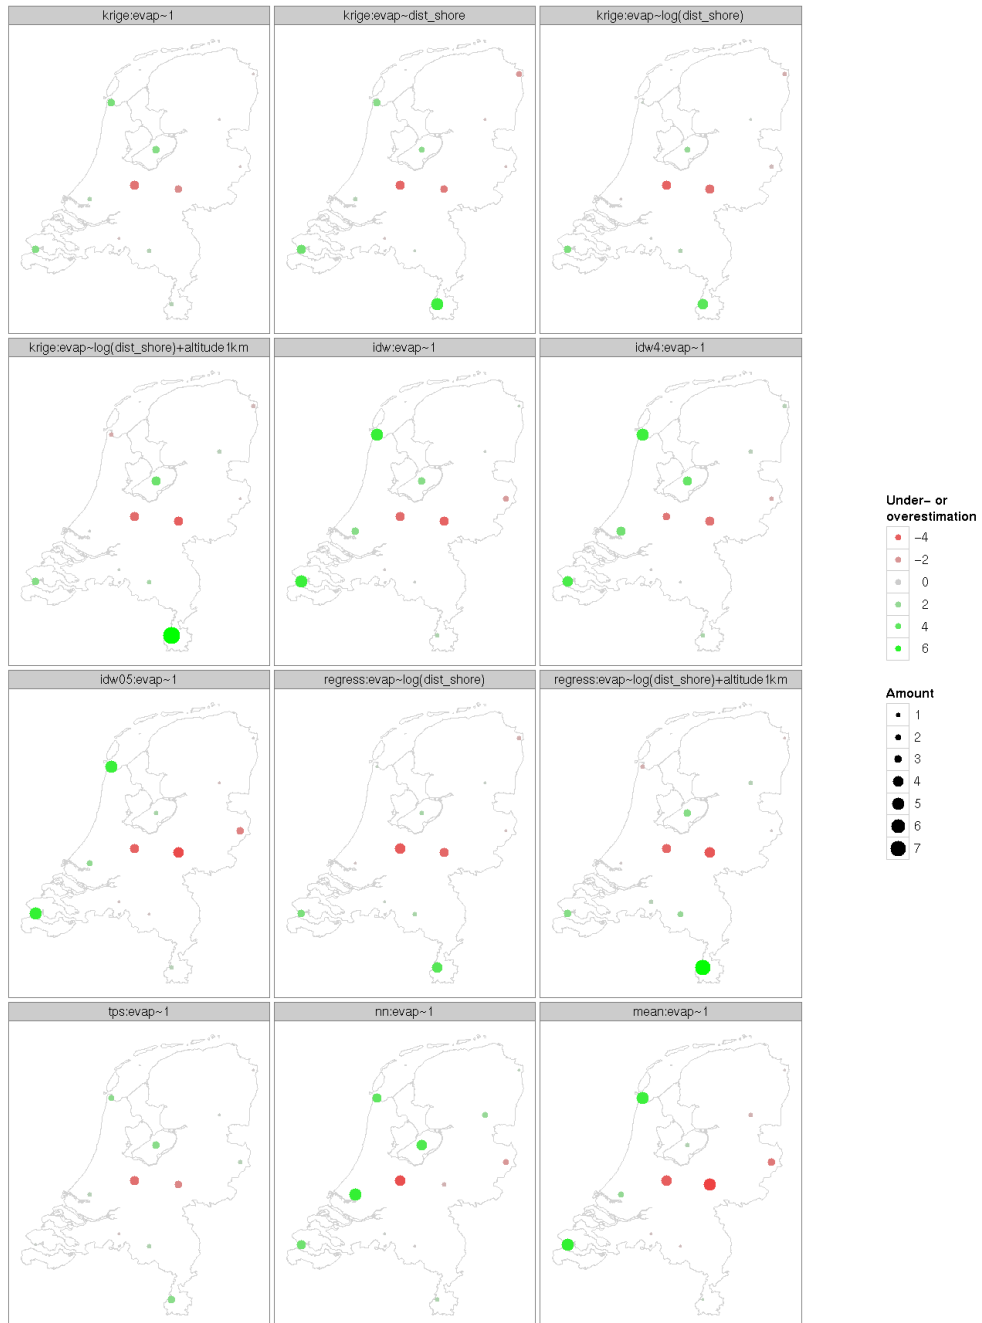 krige:evap~1
krige:evap~dist_shore
krige:evap~log(dist_shore)
krige:evap~log(dist_shore)+altitude1km
idw:evap~1
idw4:evap~1
idw05:evap~1
regress:evap~log(dist_shore)
regress:evap~log(dist_shore)+altitude1km
tps:evap~1
nn:evap~1
mean:evap~1
Under− or
overestimation
−4
−2
0
2
4
6
Amount
1
2
3
4
5
6
7